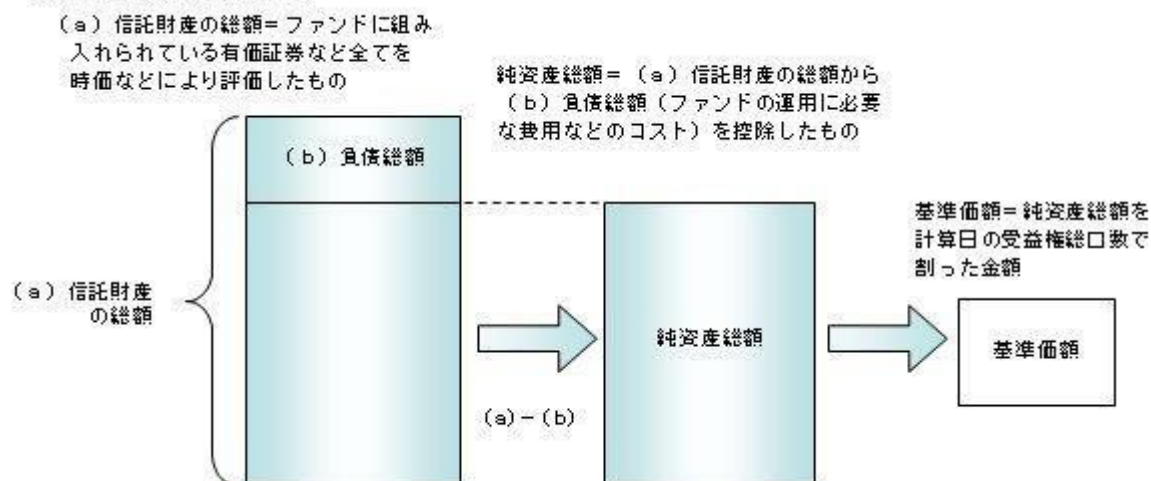 (a)信託財産の総額=ファンドに組み
入れられている有価証券など全てを
時価などにより評価したもの
純資産総額=(a)信託財産の総額から
(b)負債総額(ファンドの運用に必要
な費用などのコスト)を控除したもの
(b)負債総額
基準価額=純資産総額を
計算日の受益権総口数で
割った金額
(a)信託財産
の総額
純資産総額
基準価額
(a)-(b)